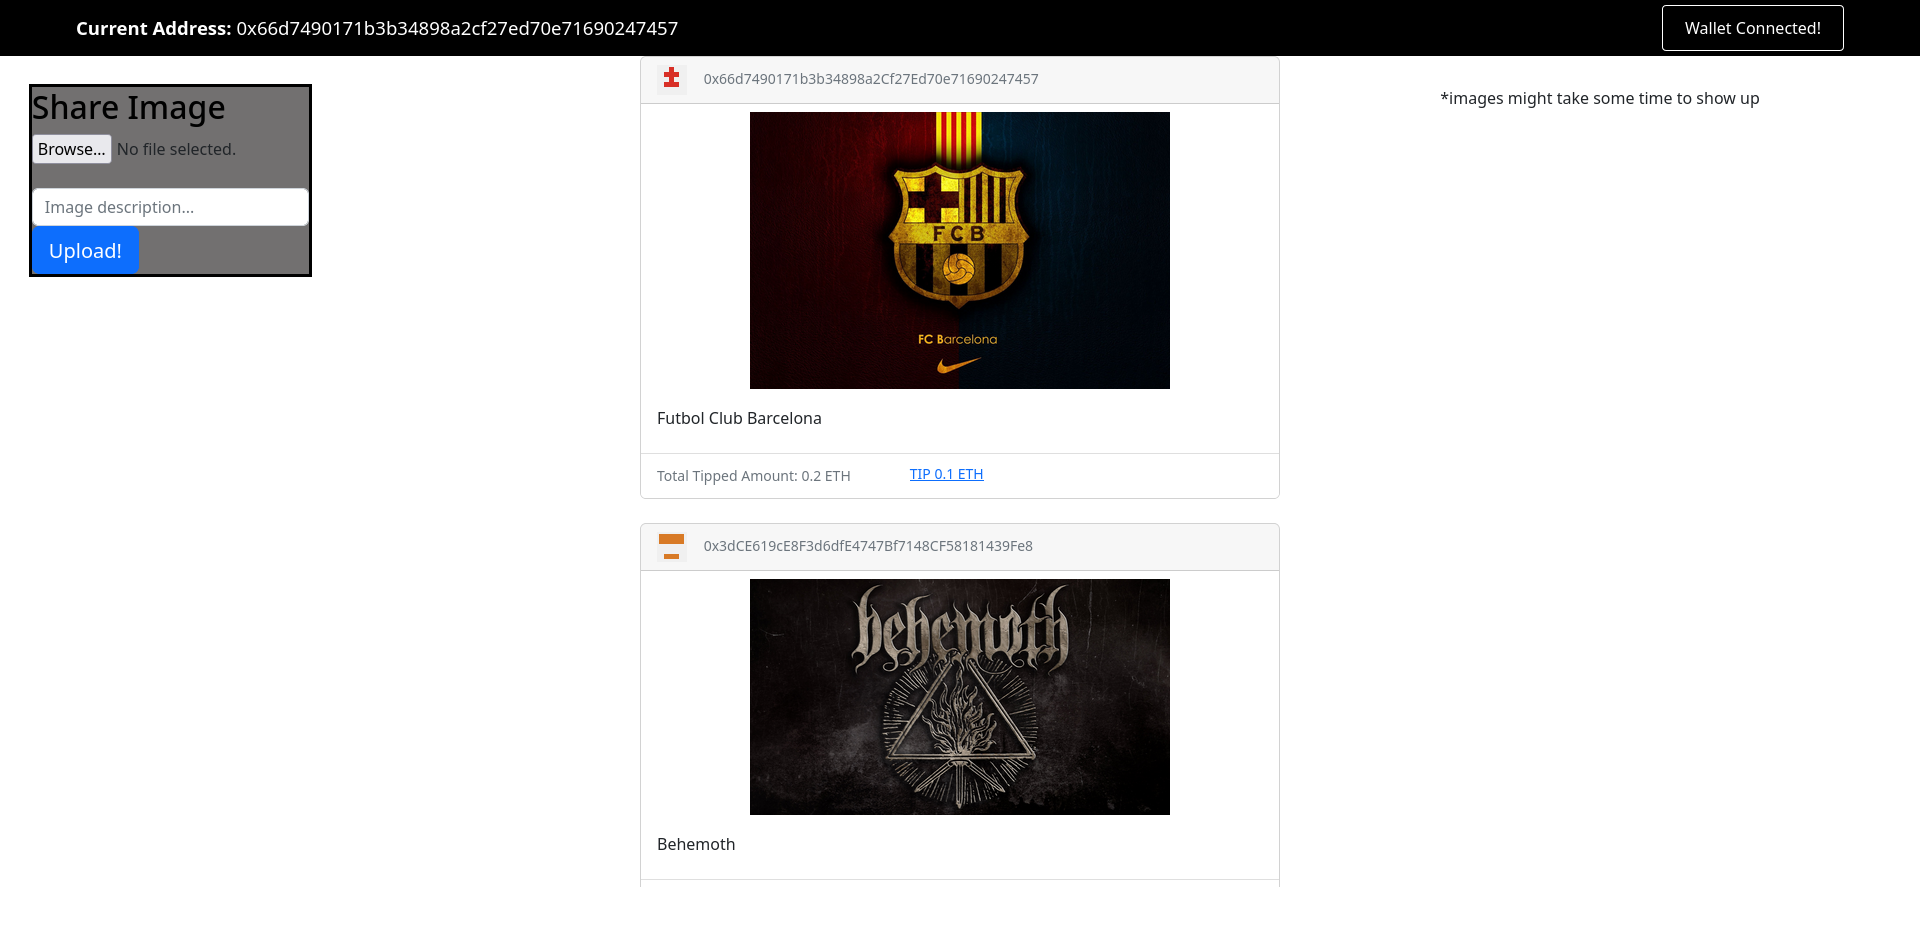 Current Address: 0x66d7490171b3b34898a2cf27ed70e71690247457
Wallet Connected!
Share Image
Browse... No file selected.
Image description...
Upload!
0x66d7490171b3b34898a2Cf27Ed70e71690247457
FCB
FC Barcelona
Futbol Club Barcelona
Total Tipped Amount: 0.2 ETH TIP 0.1 ETH
0x3dCE619cE8F3d6dfE4747Bf7148CF58181439Fe8
behemoth
Behemoth
*images might take some time to show up